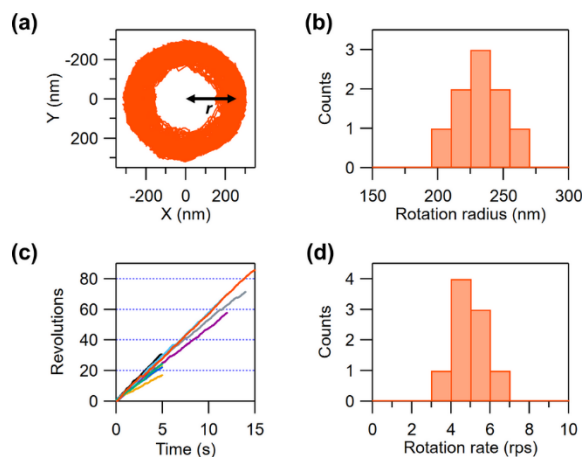 (a)
-200
0
200
Y (nm)
r
-200 0 200
X (nm)
(b)
3
2
1
0
Counts
150 200 250 300
Rotation radius (nm)
(c)
80
60
40
20
0
Revolutions
0 5 10 15
Time (s)
(d)
4
3
2
1
0
Counts
0 2 4 6 8 10
Rotation rate (rps)